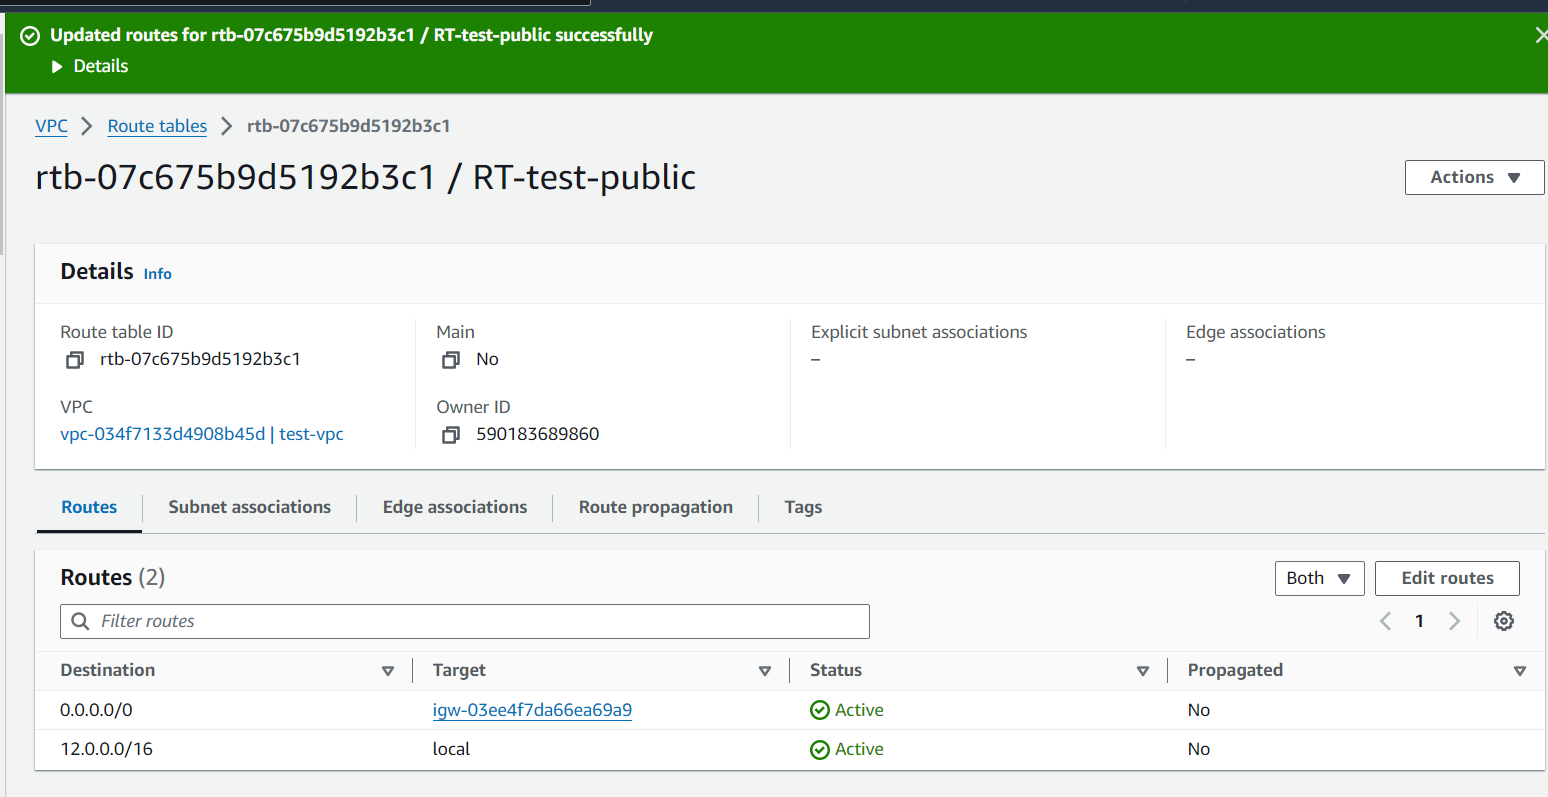 Updated routes for rtb-07c675b9d5192b3c1 / RT-test-public successfully
Details
VPC > Route tables > rtb-07c675b9d5192b3c1
rtb-07c675b9d5192b3c1 / RT-test-public
Actions
Details Info
Route table ID Main Explicit subnet associations Edge associations
rtb-07c675b9d5192b3c1 No – –
VPC Owner ID
vpc-034f7133d4908b45d | test-vpc 590183689860
Routes Subnet associations Edge associations Route propagation Tags
Routes (2) Both Edit routes
Filter routes 1
Destination Target Status Propagated
0.0.0.0/0 igw-03ee4f7da66ea69a9 Active No
12.0.0.0/16 local Active No